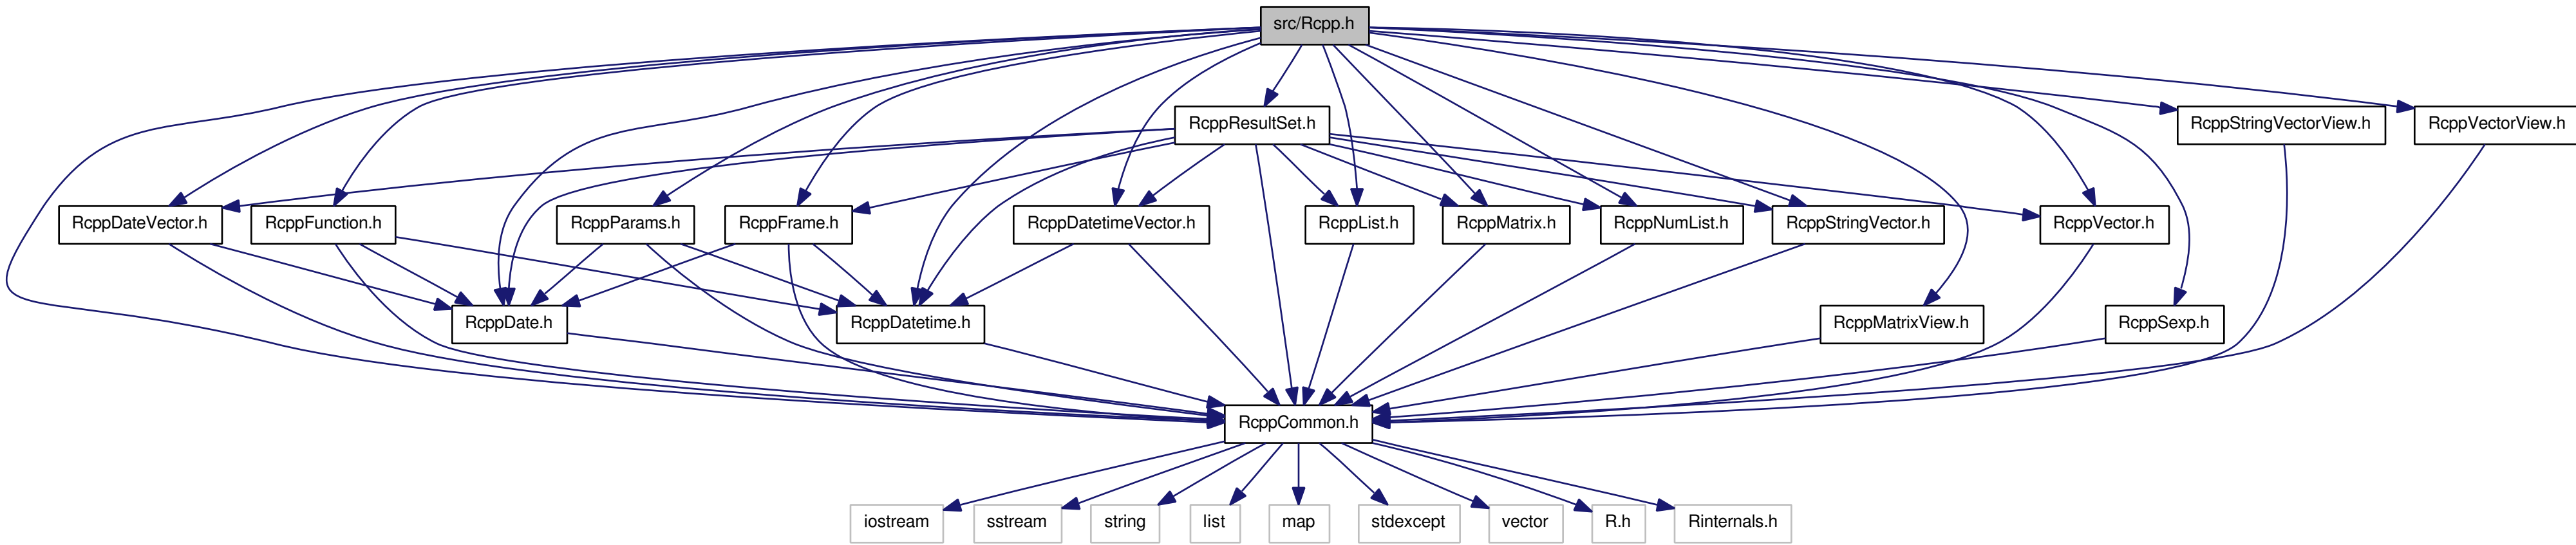 src/Rcpp.h
RcppResultSet.h
RcppStringVectorView.h
RcppVectorView.h
RcppDateVector.h
RcppFunction.h
RcppParams.h
RcppFrame.h
RcppDatetimeVector.h
RcppList.h
RcppMatrix.h
RcppNumList.h
RcppStringVector.h
RcppVector.h
RcppDate.h
RcppDatetime.h
RcppMatrixView.h
RcppSexp.h
RcppCommon.h
iostream
sstream
string
list
map
stdexcept
vector
R.h
Rinternals.h